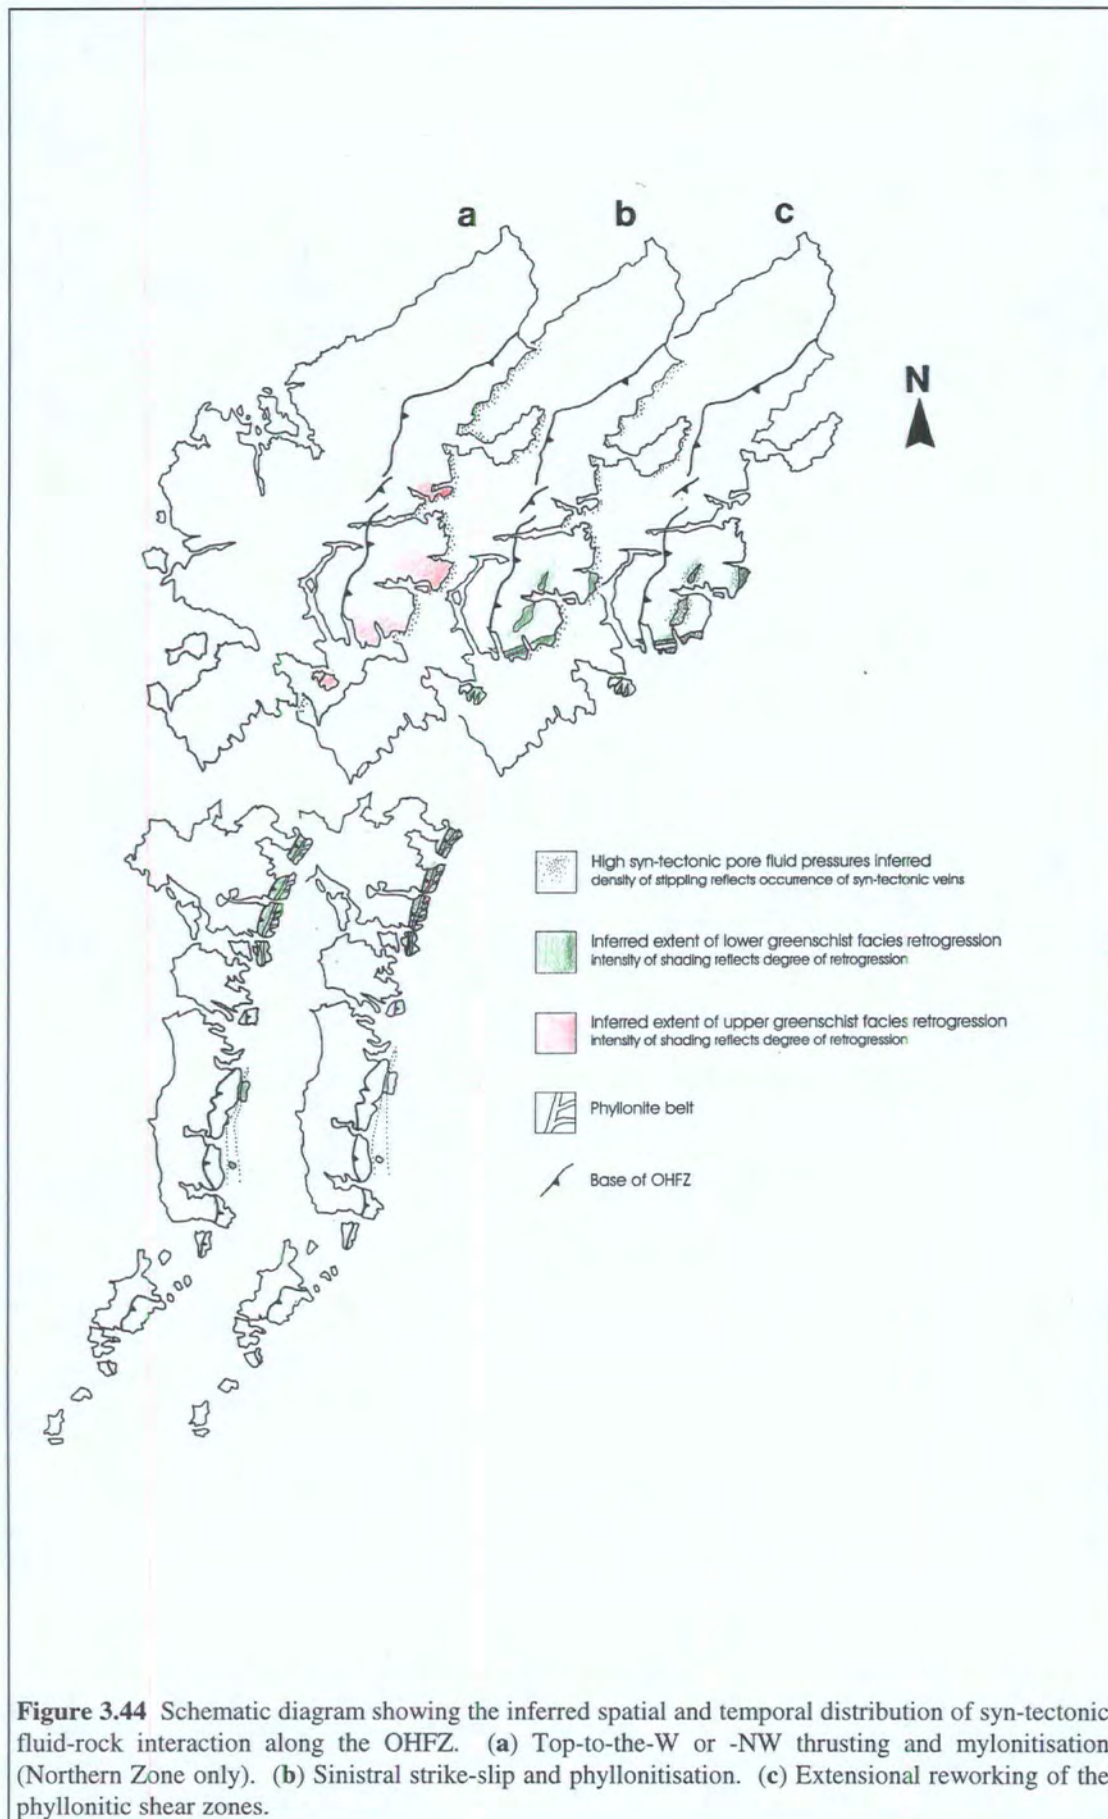 a
b
c
N
High syn-tectonic pore fluid pressures inferred
density of stippling reflects occurrence of syn-tectonic veins
Inferred extent of lower greenschist facies retrogression
intensity of shading reflects degree of retrogression
Inferred extent of upper greenschist facies retrogression
intensity of shading reflects degree of retrogression
Phyllonite belt
Base of OHFZ
Figure 3.44 Schematic diagram showing the inferred spatial and temporal distribution of syn-tectonic
fluid-rock interaction along the OHFZ. (a) Top-to-the-W or -NW thrusting and mylonitisation
(Northern Zone only). (b) Sinistral strike-slip and phyllonitisation. (c) Extensional reworking of the
phyllonitic shear zones.